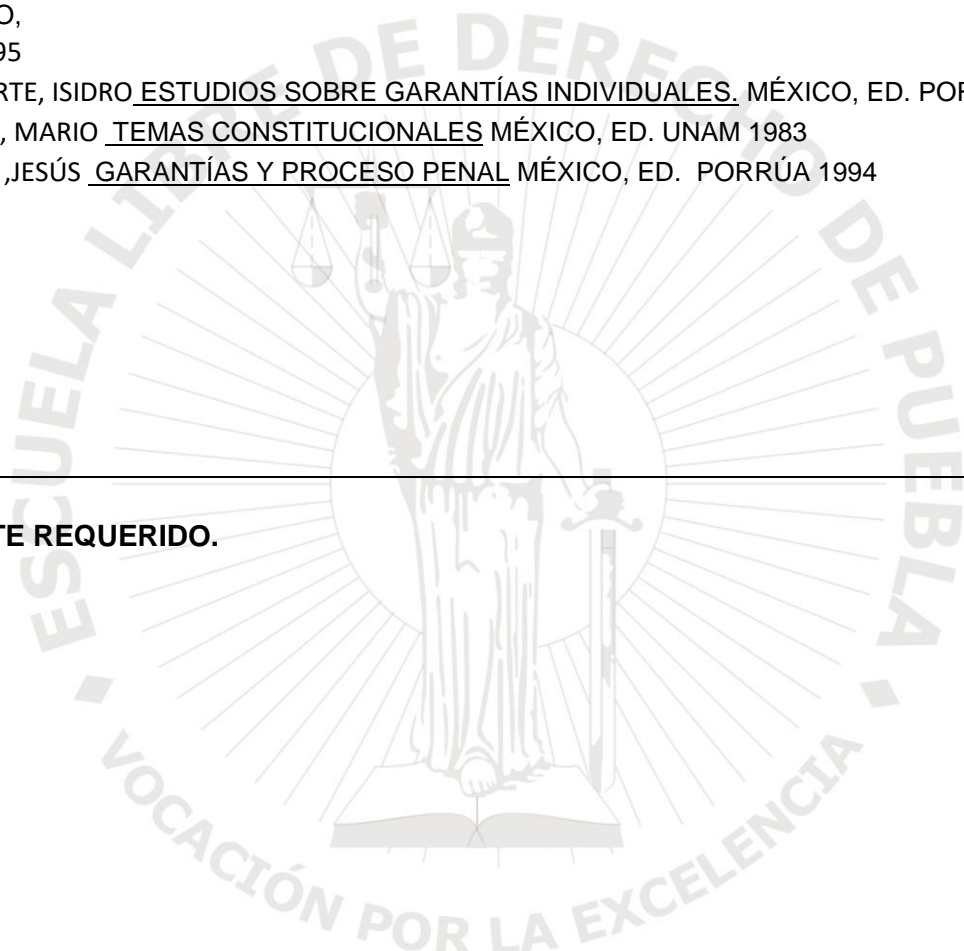 O,
95
RTE, ISIDRO ESTUDIOS SOBRE GARANTÍAS INDIVIDUALES. MÉXICO, ED. POR
, MARIO TEMAS CONSTITUCIONALES MÉXICO, ED. UNAM 1983
,JESÚS GARANTÍAS Y PROCESO PENAL MÉXICO, ED. PORRÚA 1994
TE REQUERIDO.
ESCUELA LIBRE DE DERECHO DE PUEBLA
VOCACIÓN POR LA EXCELENCIA